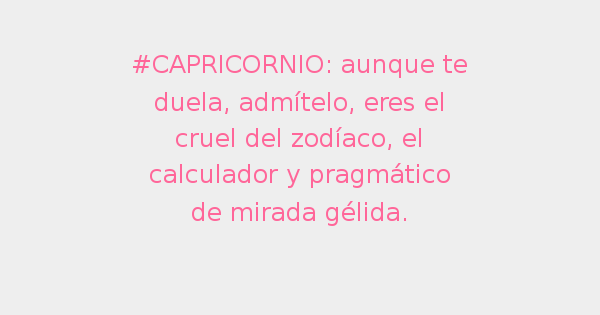 #CAPRICORNIO: aunque te
duela, admítelo, eres el
cruel del zodíaco, el
calculador y pragmático
de mirada gélida.